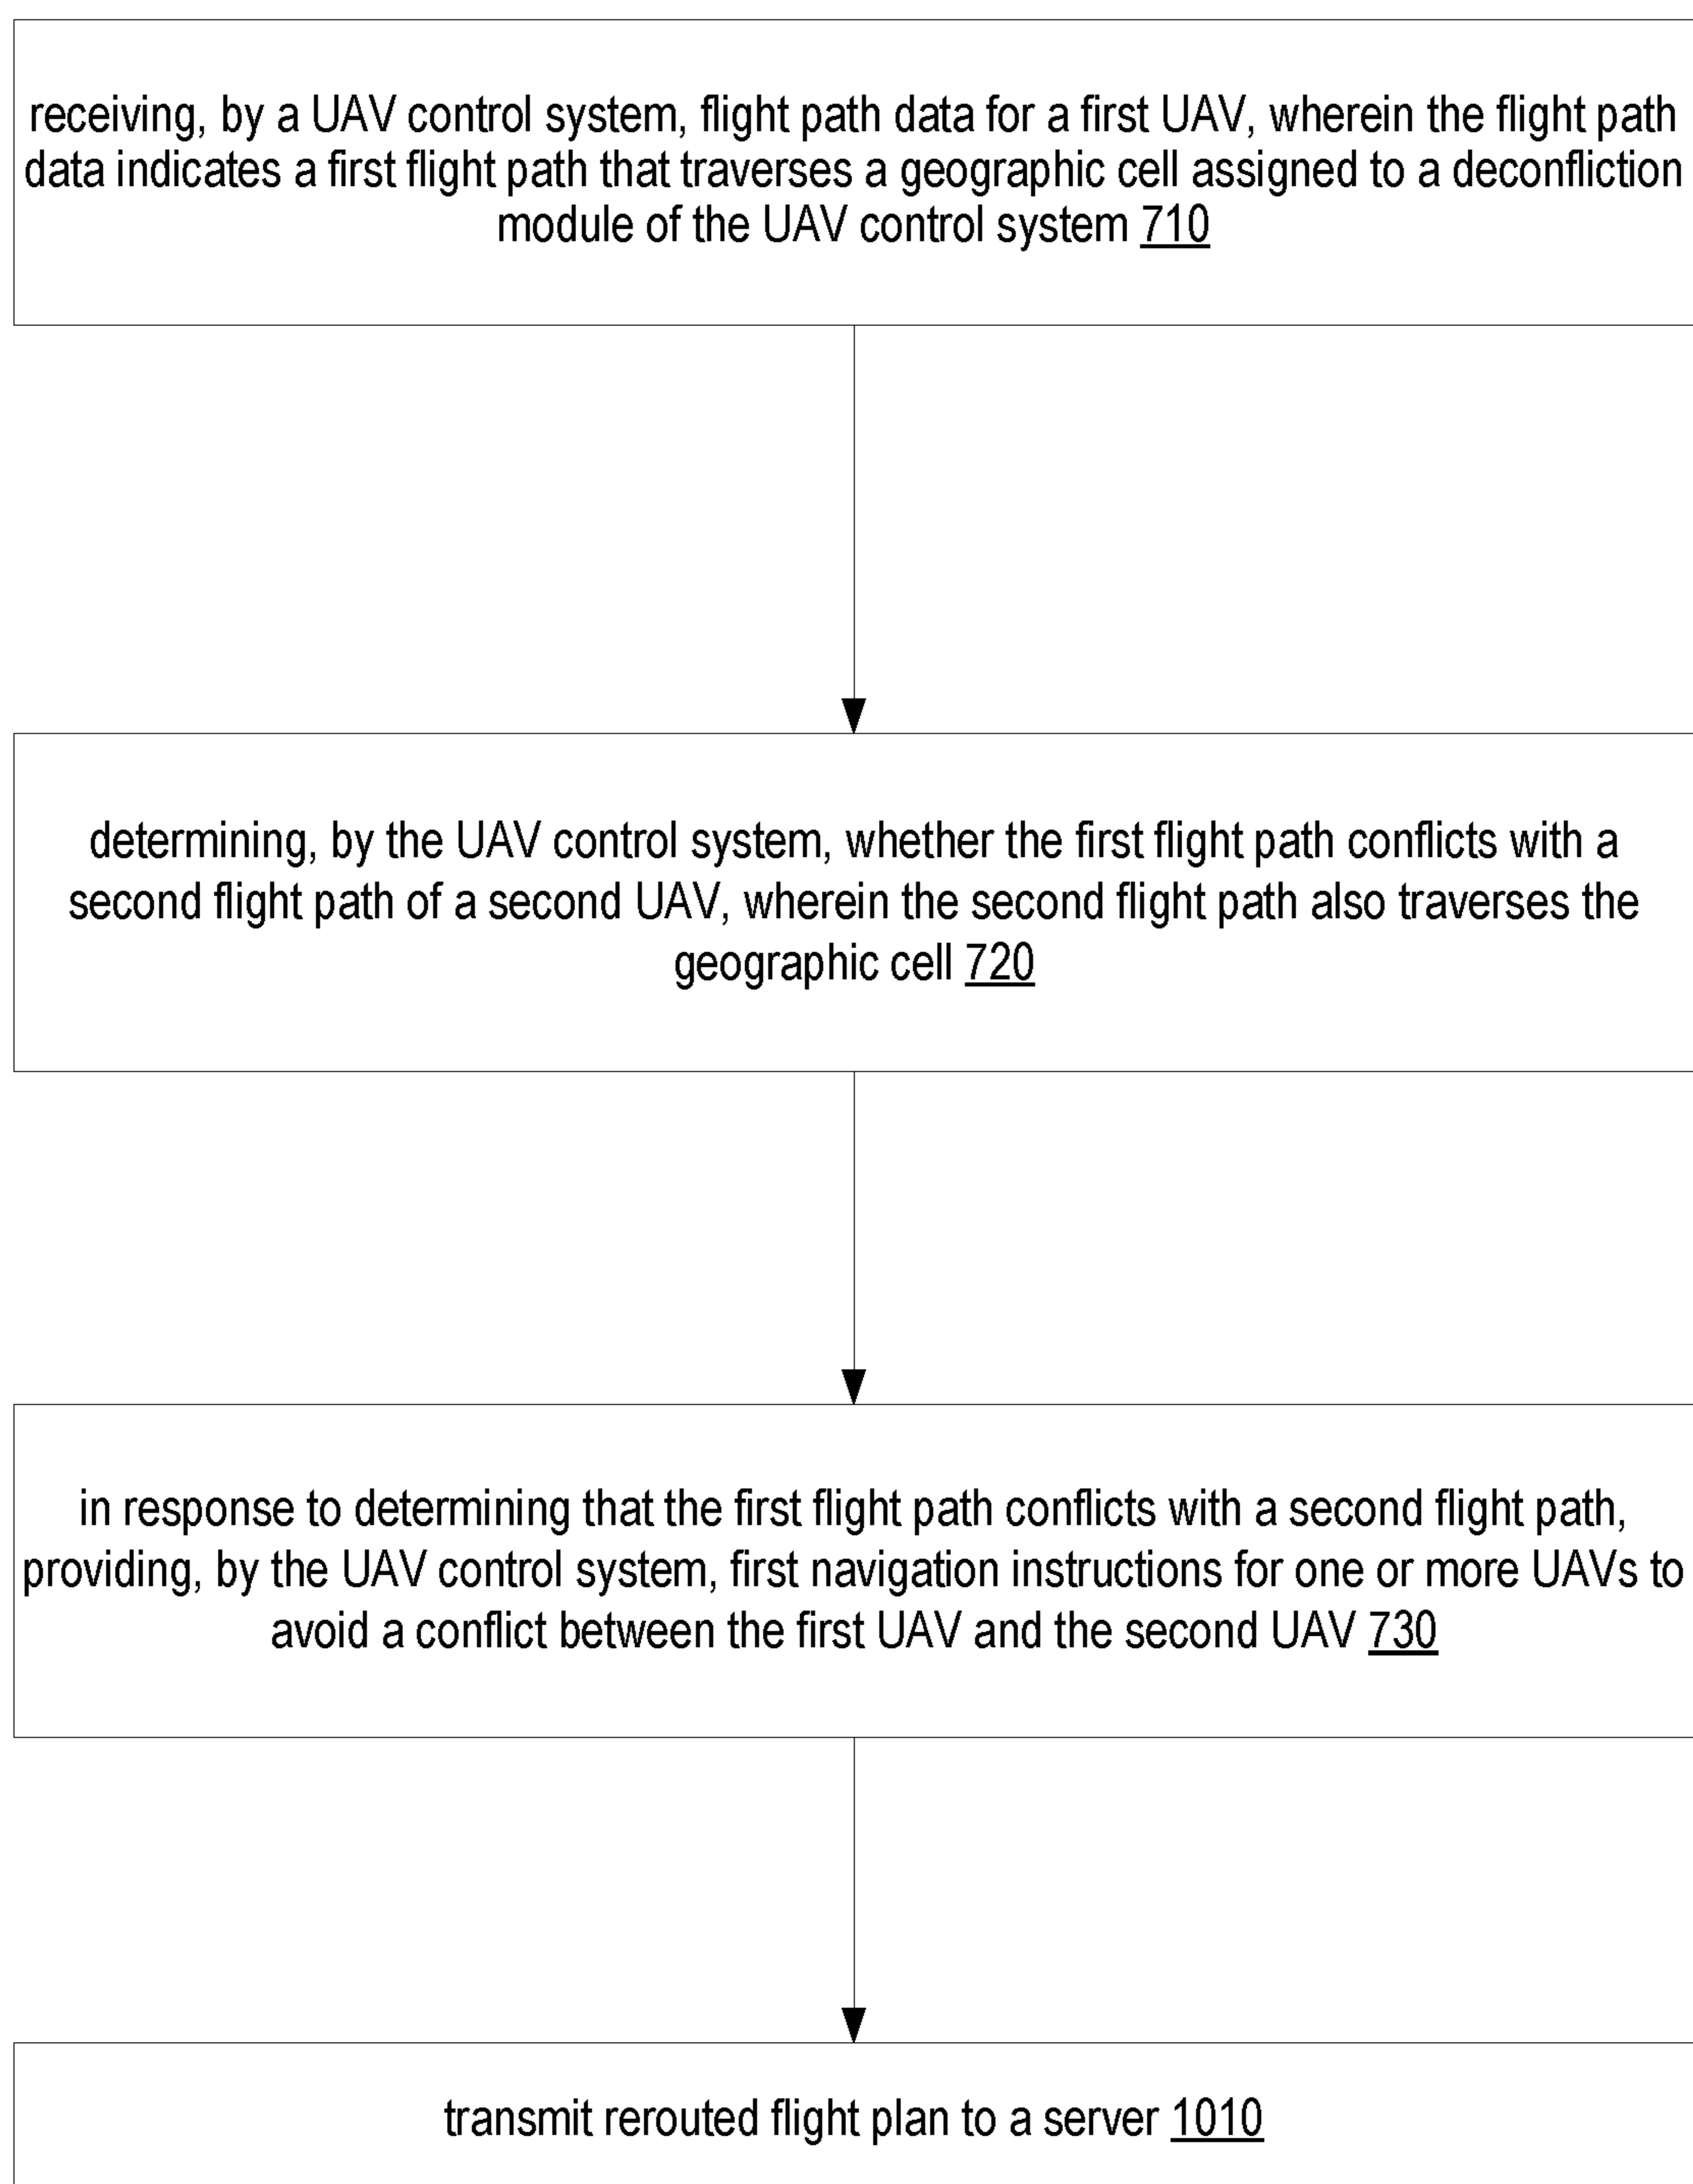 receiving, by a UAV control system, flight path data for a first UAV, wherein the flight path
data indicates a first flight path that traverses a geographic cell assigned to a deconfliction
module of the UAV control system 710
determining, by the UAV control system, whether the first flight path conflicts with a
second flight path of a second UAV, wherein the second flight path also traverses the
geographic cell 720
in response to determining that the first flight path conflicts with a second flight path,
providing, by the UAV control system, first navigation instructions for one or more UAVs to
avoid a conflict between the first UAV and the second UAV 730
transmit rerouted flight plan to a server 1010